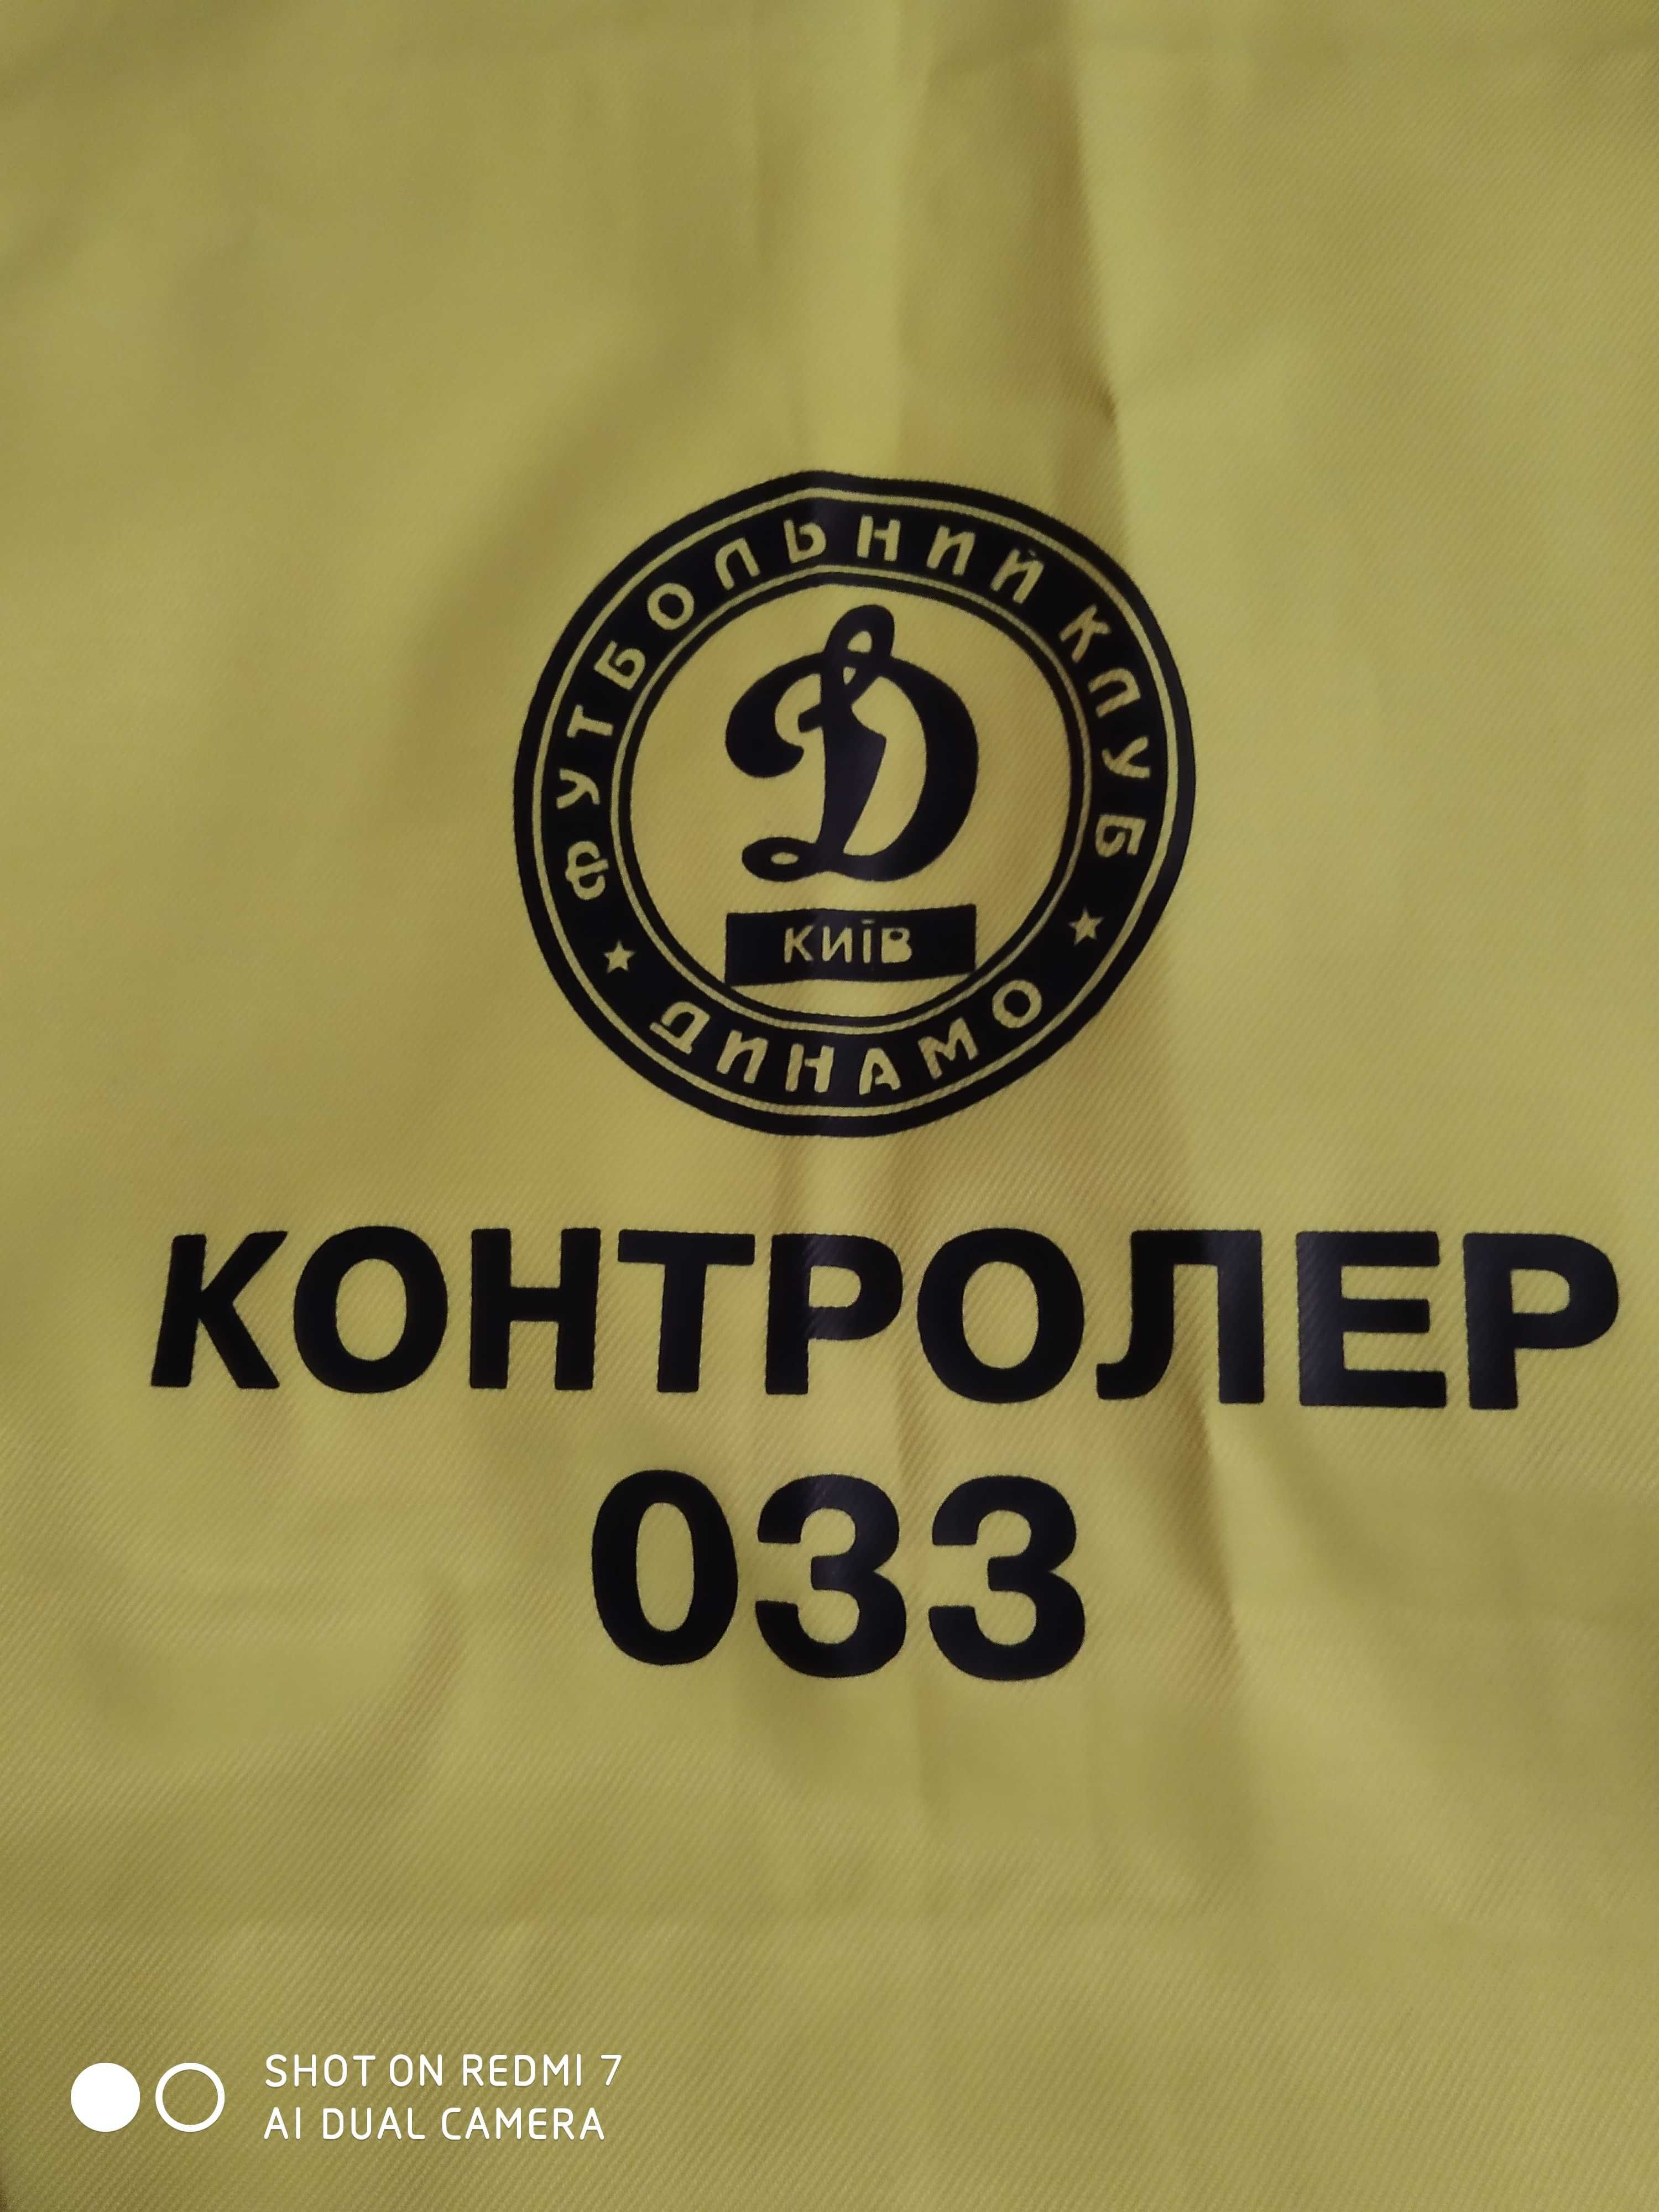 ФУТБОЛЬНИЙ КЛУБ
КИЇВ
★ ДИНАМО ★
КОНТРОЛЕР
033
SHOT ON REDMI 7
AI DUAL CAMERA